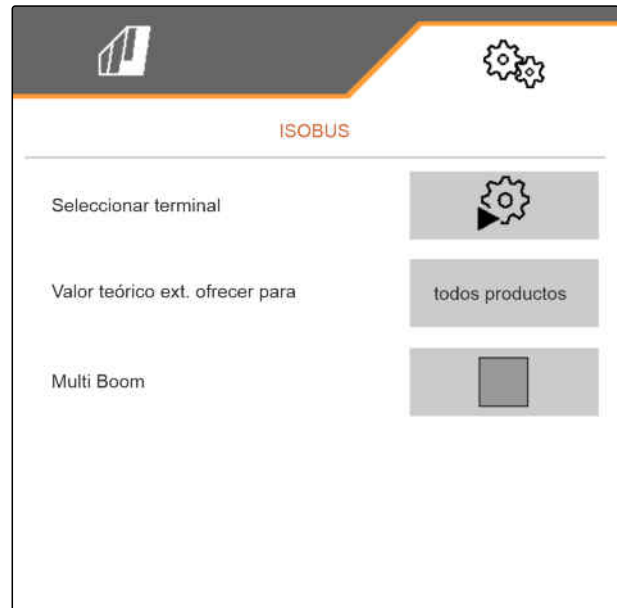 ISOBUS
Seleccionar terminal
Valor teórico ext. ofrecer para
todos productos
Multi Boom